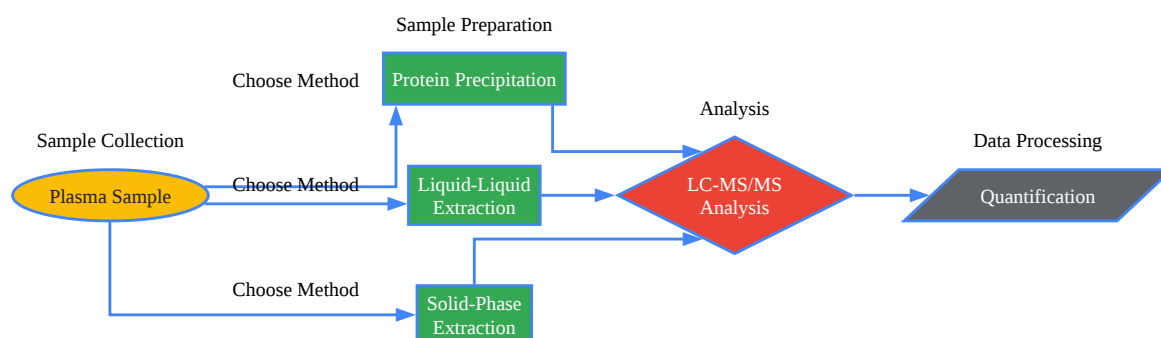 Sample Preparation
Choose Method
Protein Precipitation
Analysis
Sample Collection
Data Processing
Plasma Sample
Choose Method
Liquid-Liquid
Extraction
LC-MS/MS
Analysis
Quantification
Choose Method
Solid-Phase
Extraction